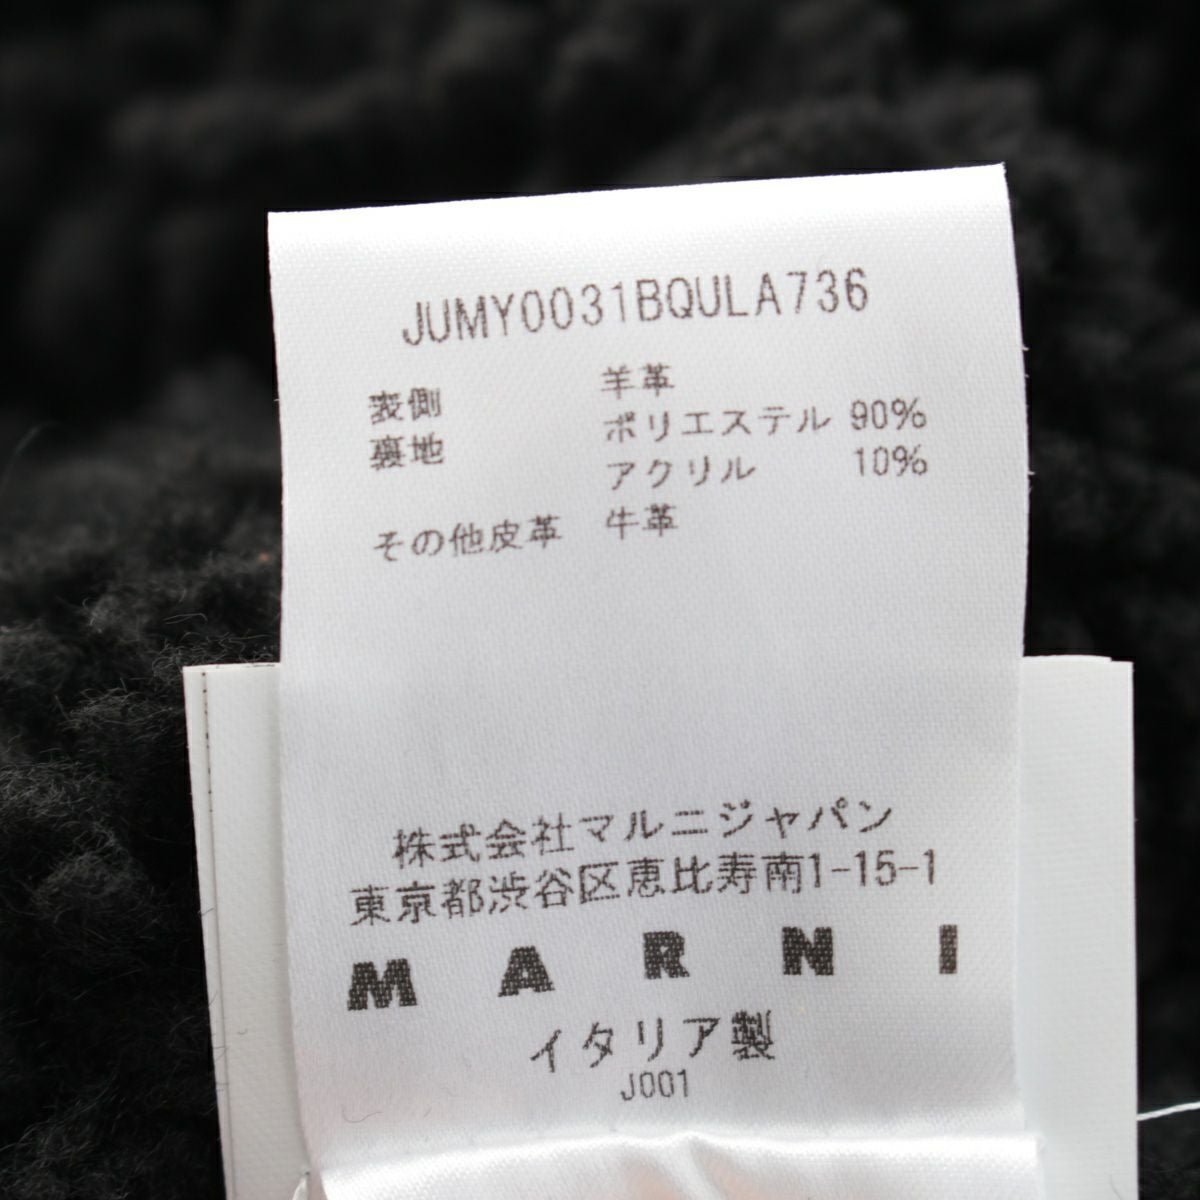 JUMY0031BQULA736
表側 羊革
裏地 ポリエステル 90%
アクリル 10%
その他皮革 牛革
株式会社マルニジャパン
東京都渋谷区恵比寿南1-15-1
MARNI
イタリア製
J001